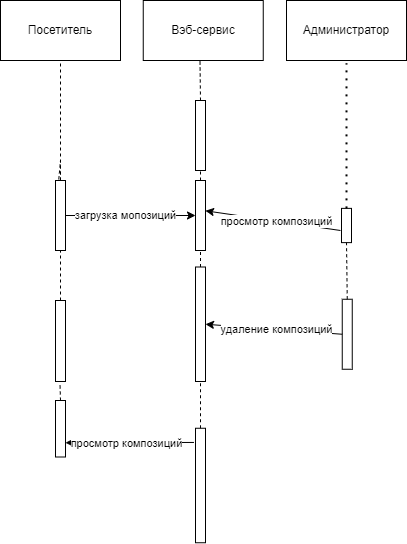 Посетитель
Вэб-сервис
Администратор
загрузка мопозиций
просмотр композиций
удаление композиций
просмотр композиций